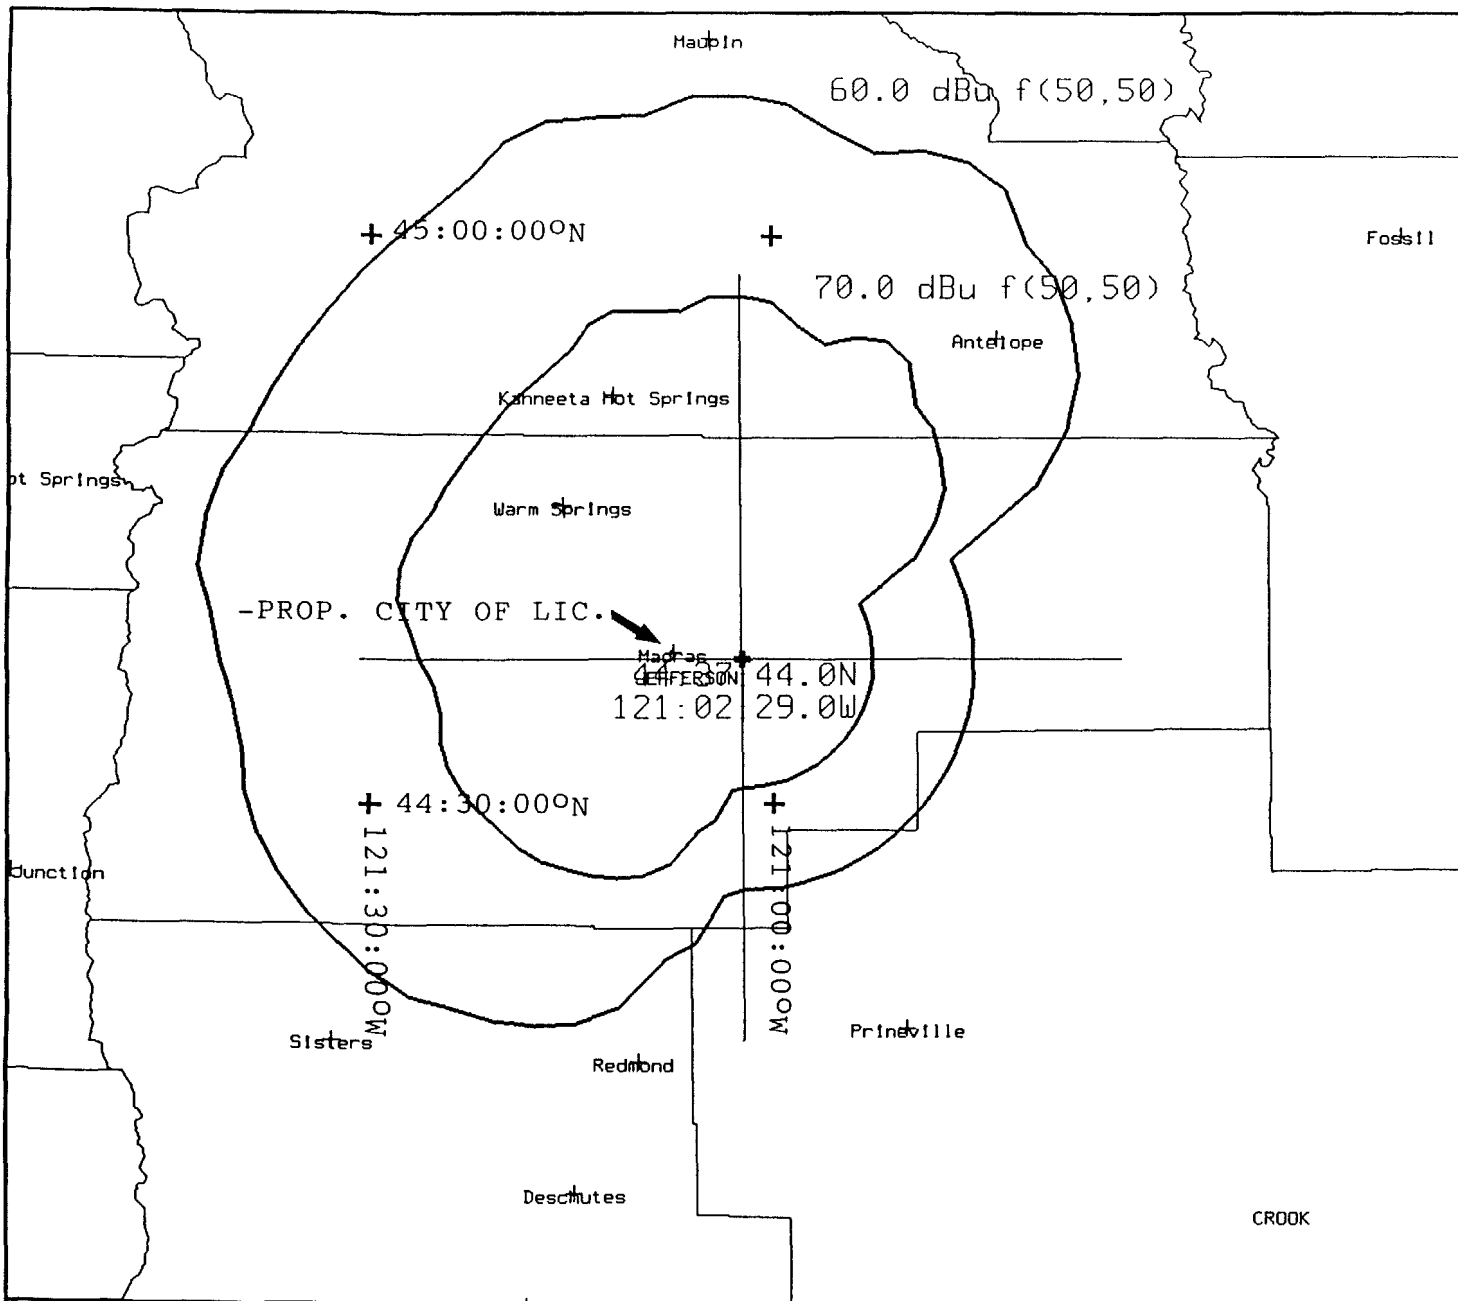 Maupin
60.0 dBu f(50,50)
45:00:00ºN
Fossil
70.0 dBu f(50,50)
Antelope
Kahneeta Hot Springs
ot Springs
Warm Springs
-PROP. CITY OF LIC.
Madras
JEFFERSON
44:37 44.0N
121:02 29.0W
44:30:00ºN
121:30:00ºW
121:00:00ºW
Junction
Sisters
Redmond
Prineville
Deschutes
CROOK